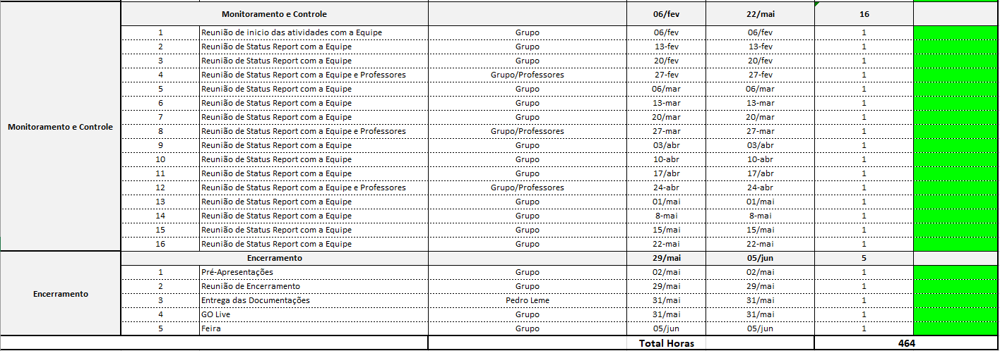 Monitoramento e Controle 06/fev 22/mai 16
1 Reunião de inicio das atividades com a Equipe Grupo 06/fev 06/fev 1
2 Reunião de Status Report com a Equipe Grupo 13-fev 13-fev 1
3 Reunião de Status Report com a Equipe Grupo 20/fev 20/fev 1
4 Reunião de Status Report com a Equipe e Professores Grupo/Professores 27-fev 27-fev 1
5 Reunião de Status Report com a Equipe Grupo 06/mar 06/mar 1
6 Reunião de Status Report com a Equipe Grupo 13-mar 13-mar 1
7 Reunião de Status Report com a Equipe Grupo 20/mar 20/mar 1
Monitoramento e Controle
8 Reunião de Status Report com a Equipe e Professores Grupo/Professores 27-mar 27-mar 1
9 Reunião de Status Report com a Equipe Grupo 03/abr 03/abr 1
10 Reunião de Status Report com a Equipe Grupo 10-abr 10-abr 1
11 Reunião de Status Report com a Equipe Grupo 17/abr 17/abr 1
12 Reunião de Status Report com a Equipe e Professores Grupo/Professores 24-abr 24-abr 1
13 Reunião de Status Report com a Equipe Grupo 01/mai 01/mai 1
14 Reunião de Status Report com a Equipe Grupo 8-mai 8-mai 1
15 Reunião de Status Report com a Equipe Grupo 15/mai 15/mai 1
16 Reunião de Status Report com a Equipe Grupo 22-mai 22-mai 1
Encerramento 29/mai 05/jun 5
1 Pré-Apresentações Grupo 02/mai 02/mai 1
2 Reunião de Encerramento Grupo 29/mai 29/mai 1
Encerramento
3 Entrega das Documentações Pedro Leme 31/mai 31/mai 1
4 GO Live Grupo 31/mai 31/mai 1
5 Feira Grupo 05/jun 05/jun 1
Total Horas 464